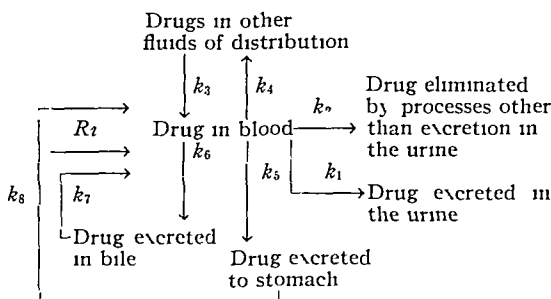 Drugs in other
fluids of distribution
k3 k4
Drug eliminated
by processes other
than excretion in
the urine
k2
Ri
Drug in blood
k6
k5
k1
k7
k8
Drug excreted in
the urine
Drug excreted
in bile
Drug excreted
to stomach